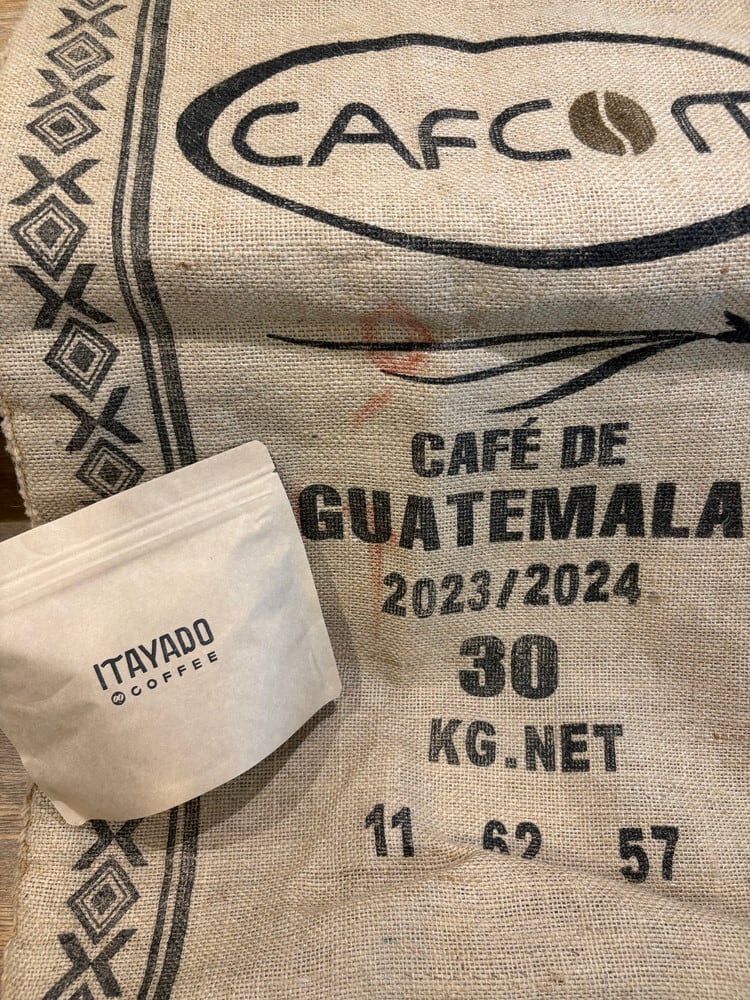 CAFCOM
CAFÉ DE
GUATEMALA
2023/2024
30
KG.NET
11 62 57
ITAYADO
COFFEE